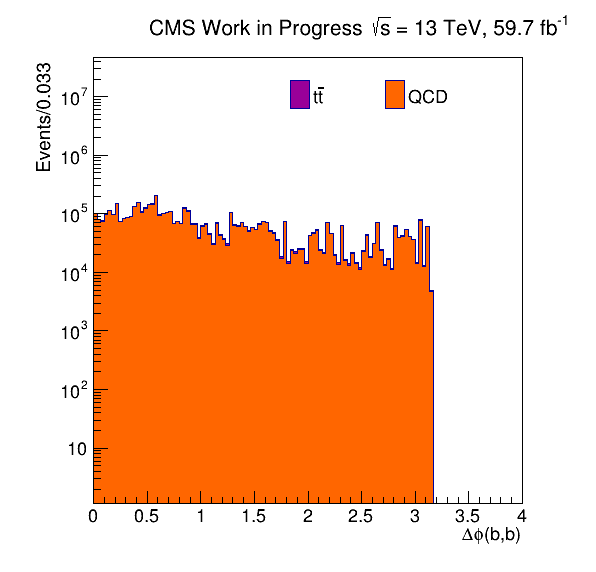 CMS Work in Progress √s = 13 TeV, 59.7 fb⁻¹
Events/0.033
tt̄
QCD
10⁷
10⁶
10⁵
10⁴
10³
10²
10
0 0.5 1 1.5 2 2.5 3 3.5 4
Δϕ(b,b)